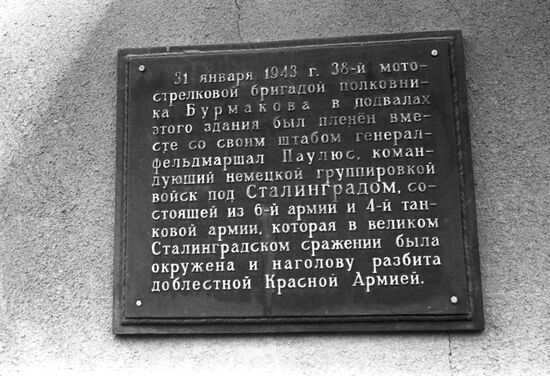 31 января 1943 г. 38-й мото-
стрелковой бригадой полковни-
ка Бурмакова в подвалах
этого здания был пленён вме-
сте со своим штабом генерал-
фельдмаршал Паулюс, коман-
дующий немецкой группировкой
войск под Сталинградом, со-
стоящей из 6-й армии и 4-й тан-
ковой армии, которая в великом
Сталинградском сражении была
окружена и наголову разбита
доблестной Красной Армией.